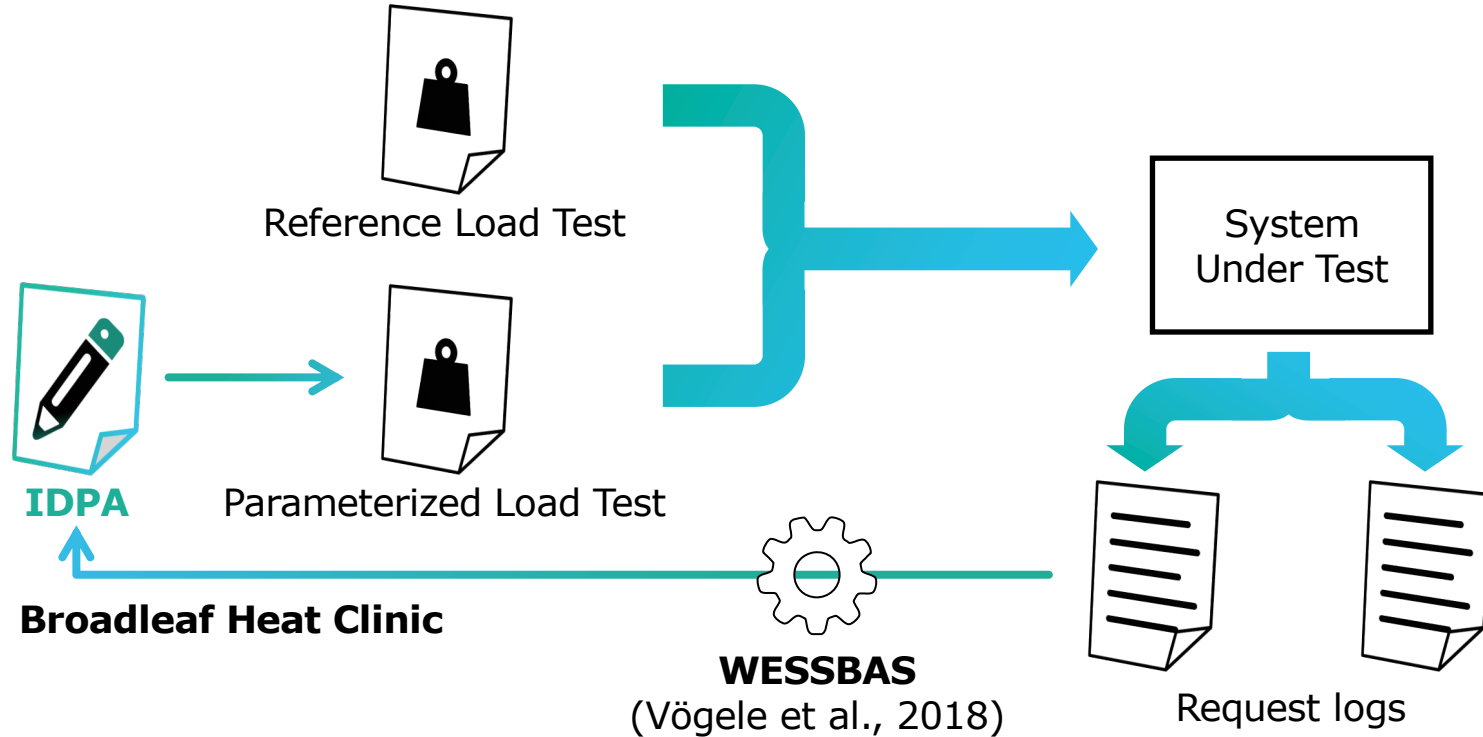 Reference Load Test
System
Under Test
IDPA
Parameterized Load Test
Broadleaf Heat Clinic
WESSBAS
(Vögele et al., 2018)
Request logs